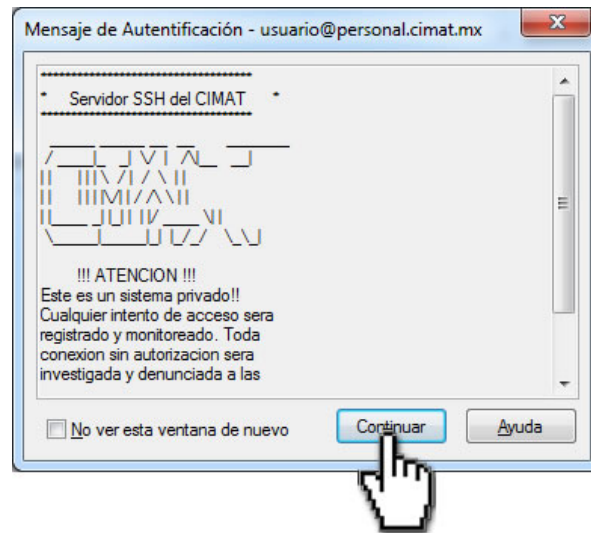 Mensaje de Autentificación - usuario@personal.cimat.mx
****************************************
* Servidor SSH del CIMAT *
****************************************
CIMAT
!!! ATENCION !!!
Este es un sistema privado!!
Cualquier intento de acceso sera
registrado y monitoreado. Toda
conexion sin autorizacion sera
investigada y denunciada a las
No ver esta ventana de nuevo
Continuar
Ayuda